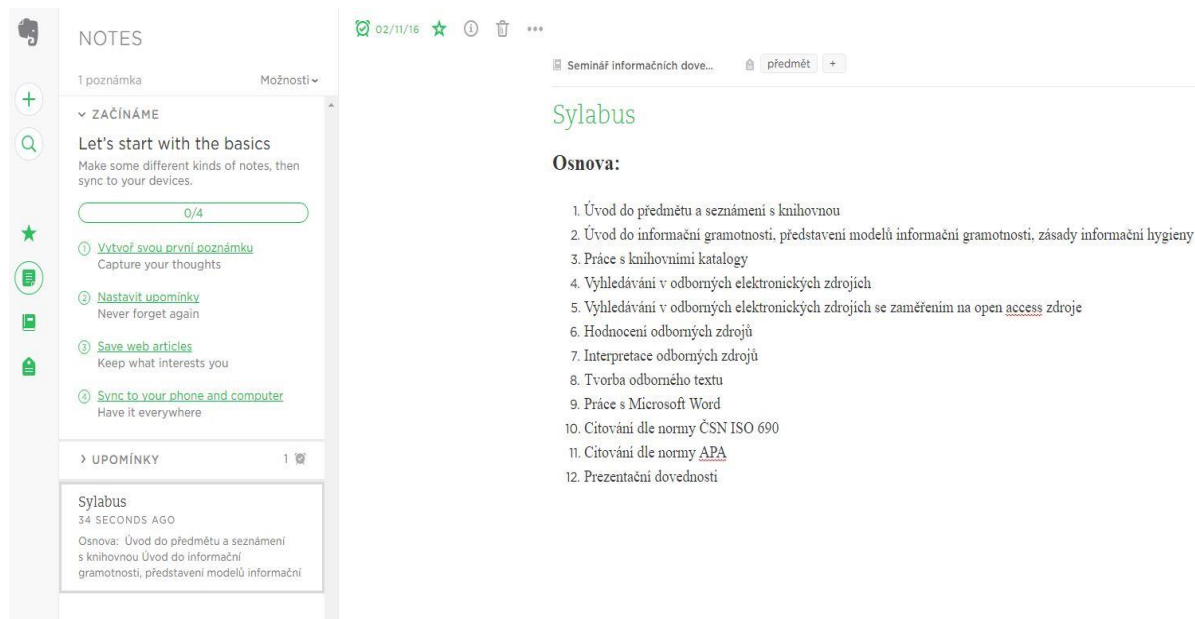 NOTES
1 poznámka
Možnosti
ZAČÍNÁME
Let's start with the basics
Make some different kinds of notes, then
sync to your devices.
0/4
1 Vytvoř svou první poznámku
Capture your thoughts
2 Nastavit upomínky
Never forget again
3 Save web articles
Keep what interests you
4 Sync to your phone and computer
Have it everywhere
UPOMÍNKY 1
Sylabus
34 SECONDS AGO
Osnova: Úvod do předmětu a seznámení
s knihovnou Úvod do informační
gramotnosti, představení modelů informační
02/11/16
Seminář informačních dove...
předmět +
Sylabus
Osnova:
1. Úvod do předmětu a seznámení s knihovnou
2. Úvod do informační gramotnosti, představení modelů informační gramotnosti, zásady informační hygieny
3. Práce s knihovními katalogy
4. Vyhledávání v odborných elektronických zdrojích
5. Vyhledávání v odborných elektronických zdrojích se zaměřením na open access zdroje
6. Hodnocení odborných zdrojů
7. Interpretace odborných zdrojů
8. Tvorba odborného textu
9. Práce s Microsoft Word
10. Citování dle normy ČSN ISO 690
11. Citování dle normy APA
12. Prezentační dovednosti